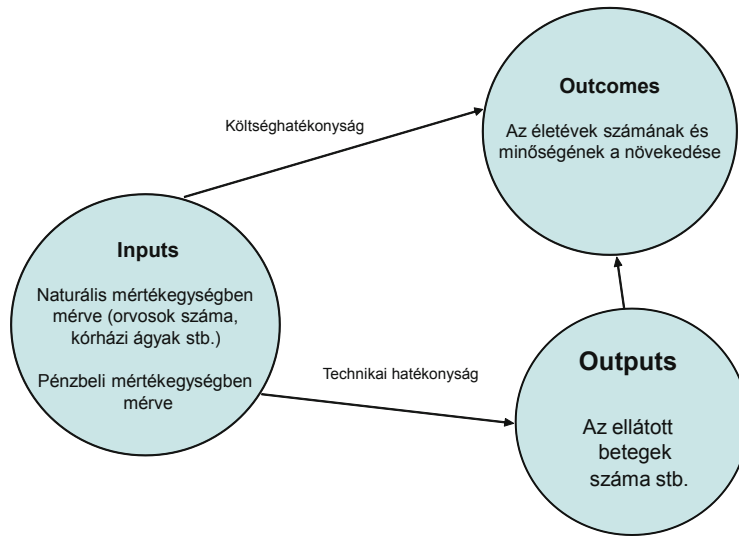 Inputs
Naturális mértékegységben
mérve (orvosok száma,
kórházi ágyak stb.)
Pénzbeli mértékegységben
mérve
Költséghatékonyság
Technikai hatékonyság
Outcomes
Az életévek számának és
minőségének a növekedése
Outputs
Az ellátott
betegek
száma stb.